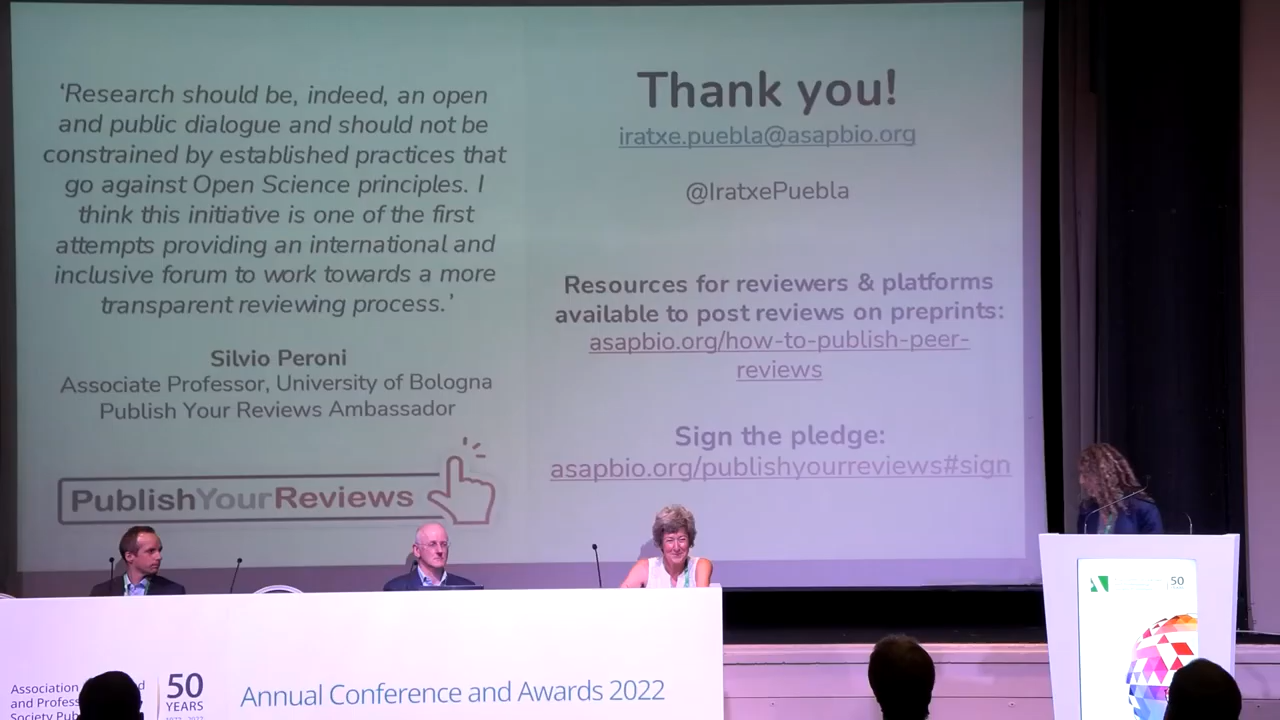 ‘Research should be, indeed, an open
and public dialogue and should not be
constrained by established practices that
go against Open Science principles. I
think this initiative is one of the first
attempts providing an international and
inclusive forum to work towards a more
transparent reviewing process.’
Silvio Peroni
Associate Professor, University of Bologna
Publish Your Reviews Ambassador
PublishYourReviews
Thank you!
iratxe.puebla@asapbio.org
@IratxePuebla
Resources for reviewers & platforms
available to post reviews on preprints:
asapbio.org/how-to-publish-peer-
reviews
Sign the pledge:
asapbio.org/publishyourreviews#sign
50
Association
and Profess
Society Pub
50
YEARS
Annual Conference and Awards 2022